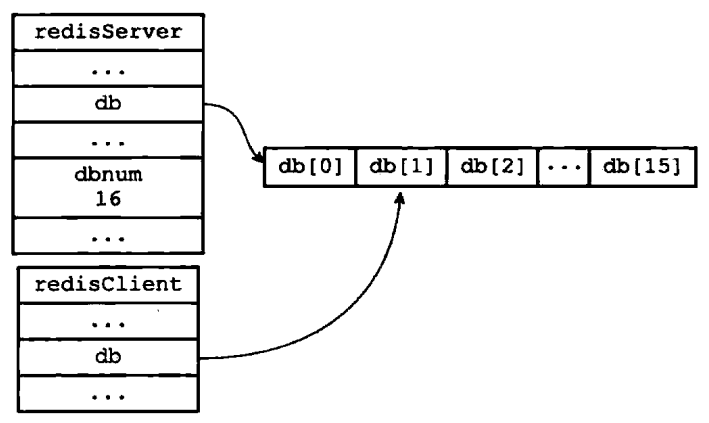 redisServer
...
db
...
dbnum
16
...
db[0] db[1] db[2] ... db[15]
redisClient
...
db
...